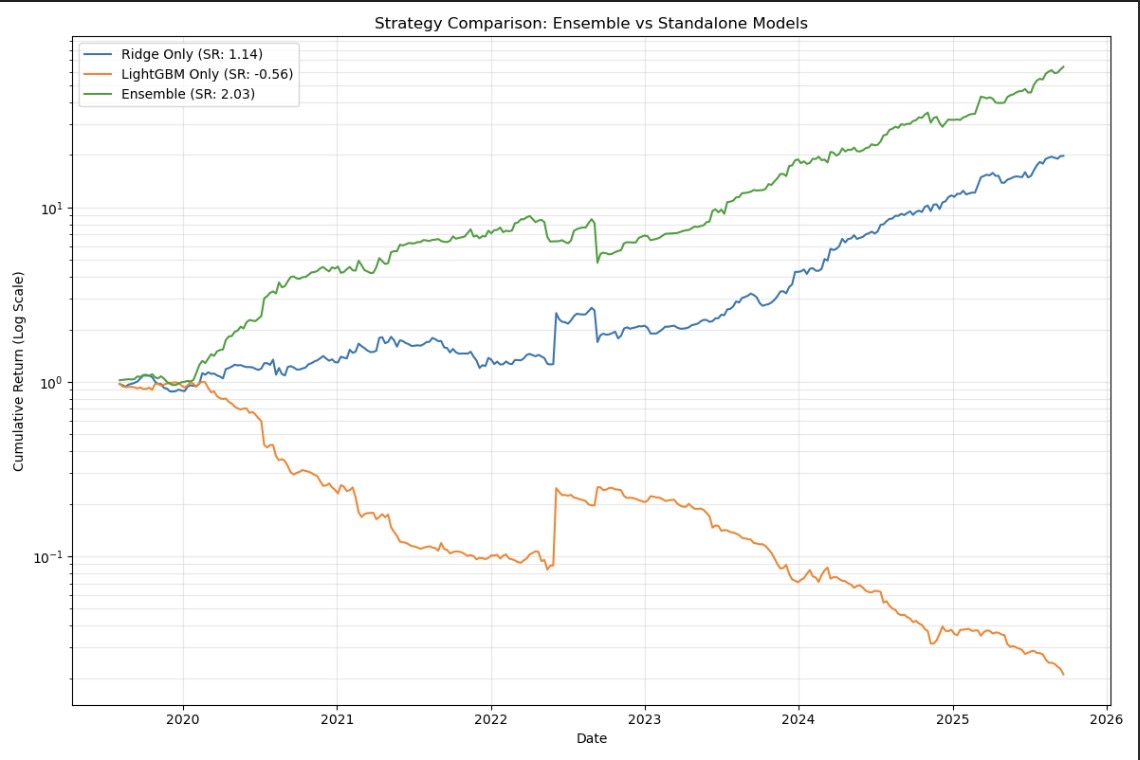 Strategy Comparison: Ensemble vs Standalone Models
Ridge Only (SR: 1.14)
LightGBM Only (SR: -0.56)
Ensemble (SR: 2.03)
Cumulative Return (Log Scale)
10¹
10⁰
10⁻¹
2020 2021 2022 2023 2024 2025 2026
Date